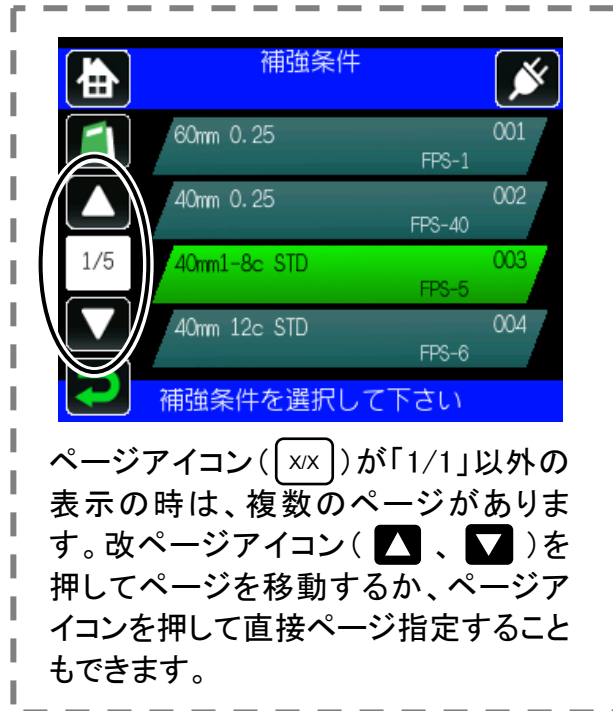 補強条件
60mm 0.25 001
FPS-1
40mm 0.25 002
FPS-40
1/5
40mm1-8c STD 003
FPS-5
40mm 12c STD 004
FPS-6
補強条件を選択して下さい
ページアイコン( X/X )が「1/1」以外の
表示の時は、複数のページがありま
す。改ページアイコン( ▲ 、 ▼ )を
押してページを移動するか、ページア
イコンを押して直接ページ指定すること
もできます。